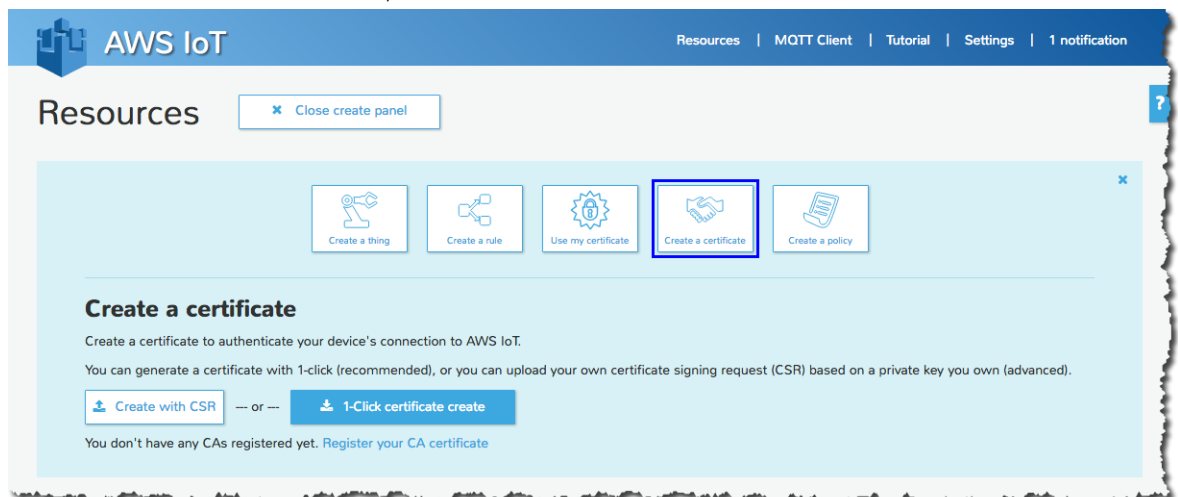 AWS IoT
Resources | MQTT Client | Tutorial | Settings | 1 notification
Resources
Close create panel
?
Create a thing
Create a rule
Use my certificate
Create a certificate
Create a policy
Create a certificate
Create a certificate to authenticate your device's connection to AWS IoT.
You can generate a certificate with 1-click (recommended), or you can upload your own certificate signing request (CSR) based on a private key you own (advanced).
Create with CSR --- or --- 1-Click certificate create
You don't have any CAs registered yet. Register your CA certificate